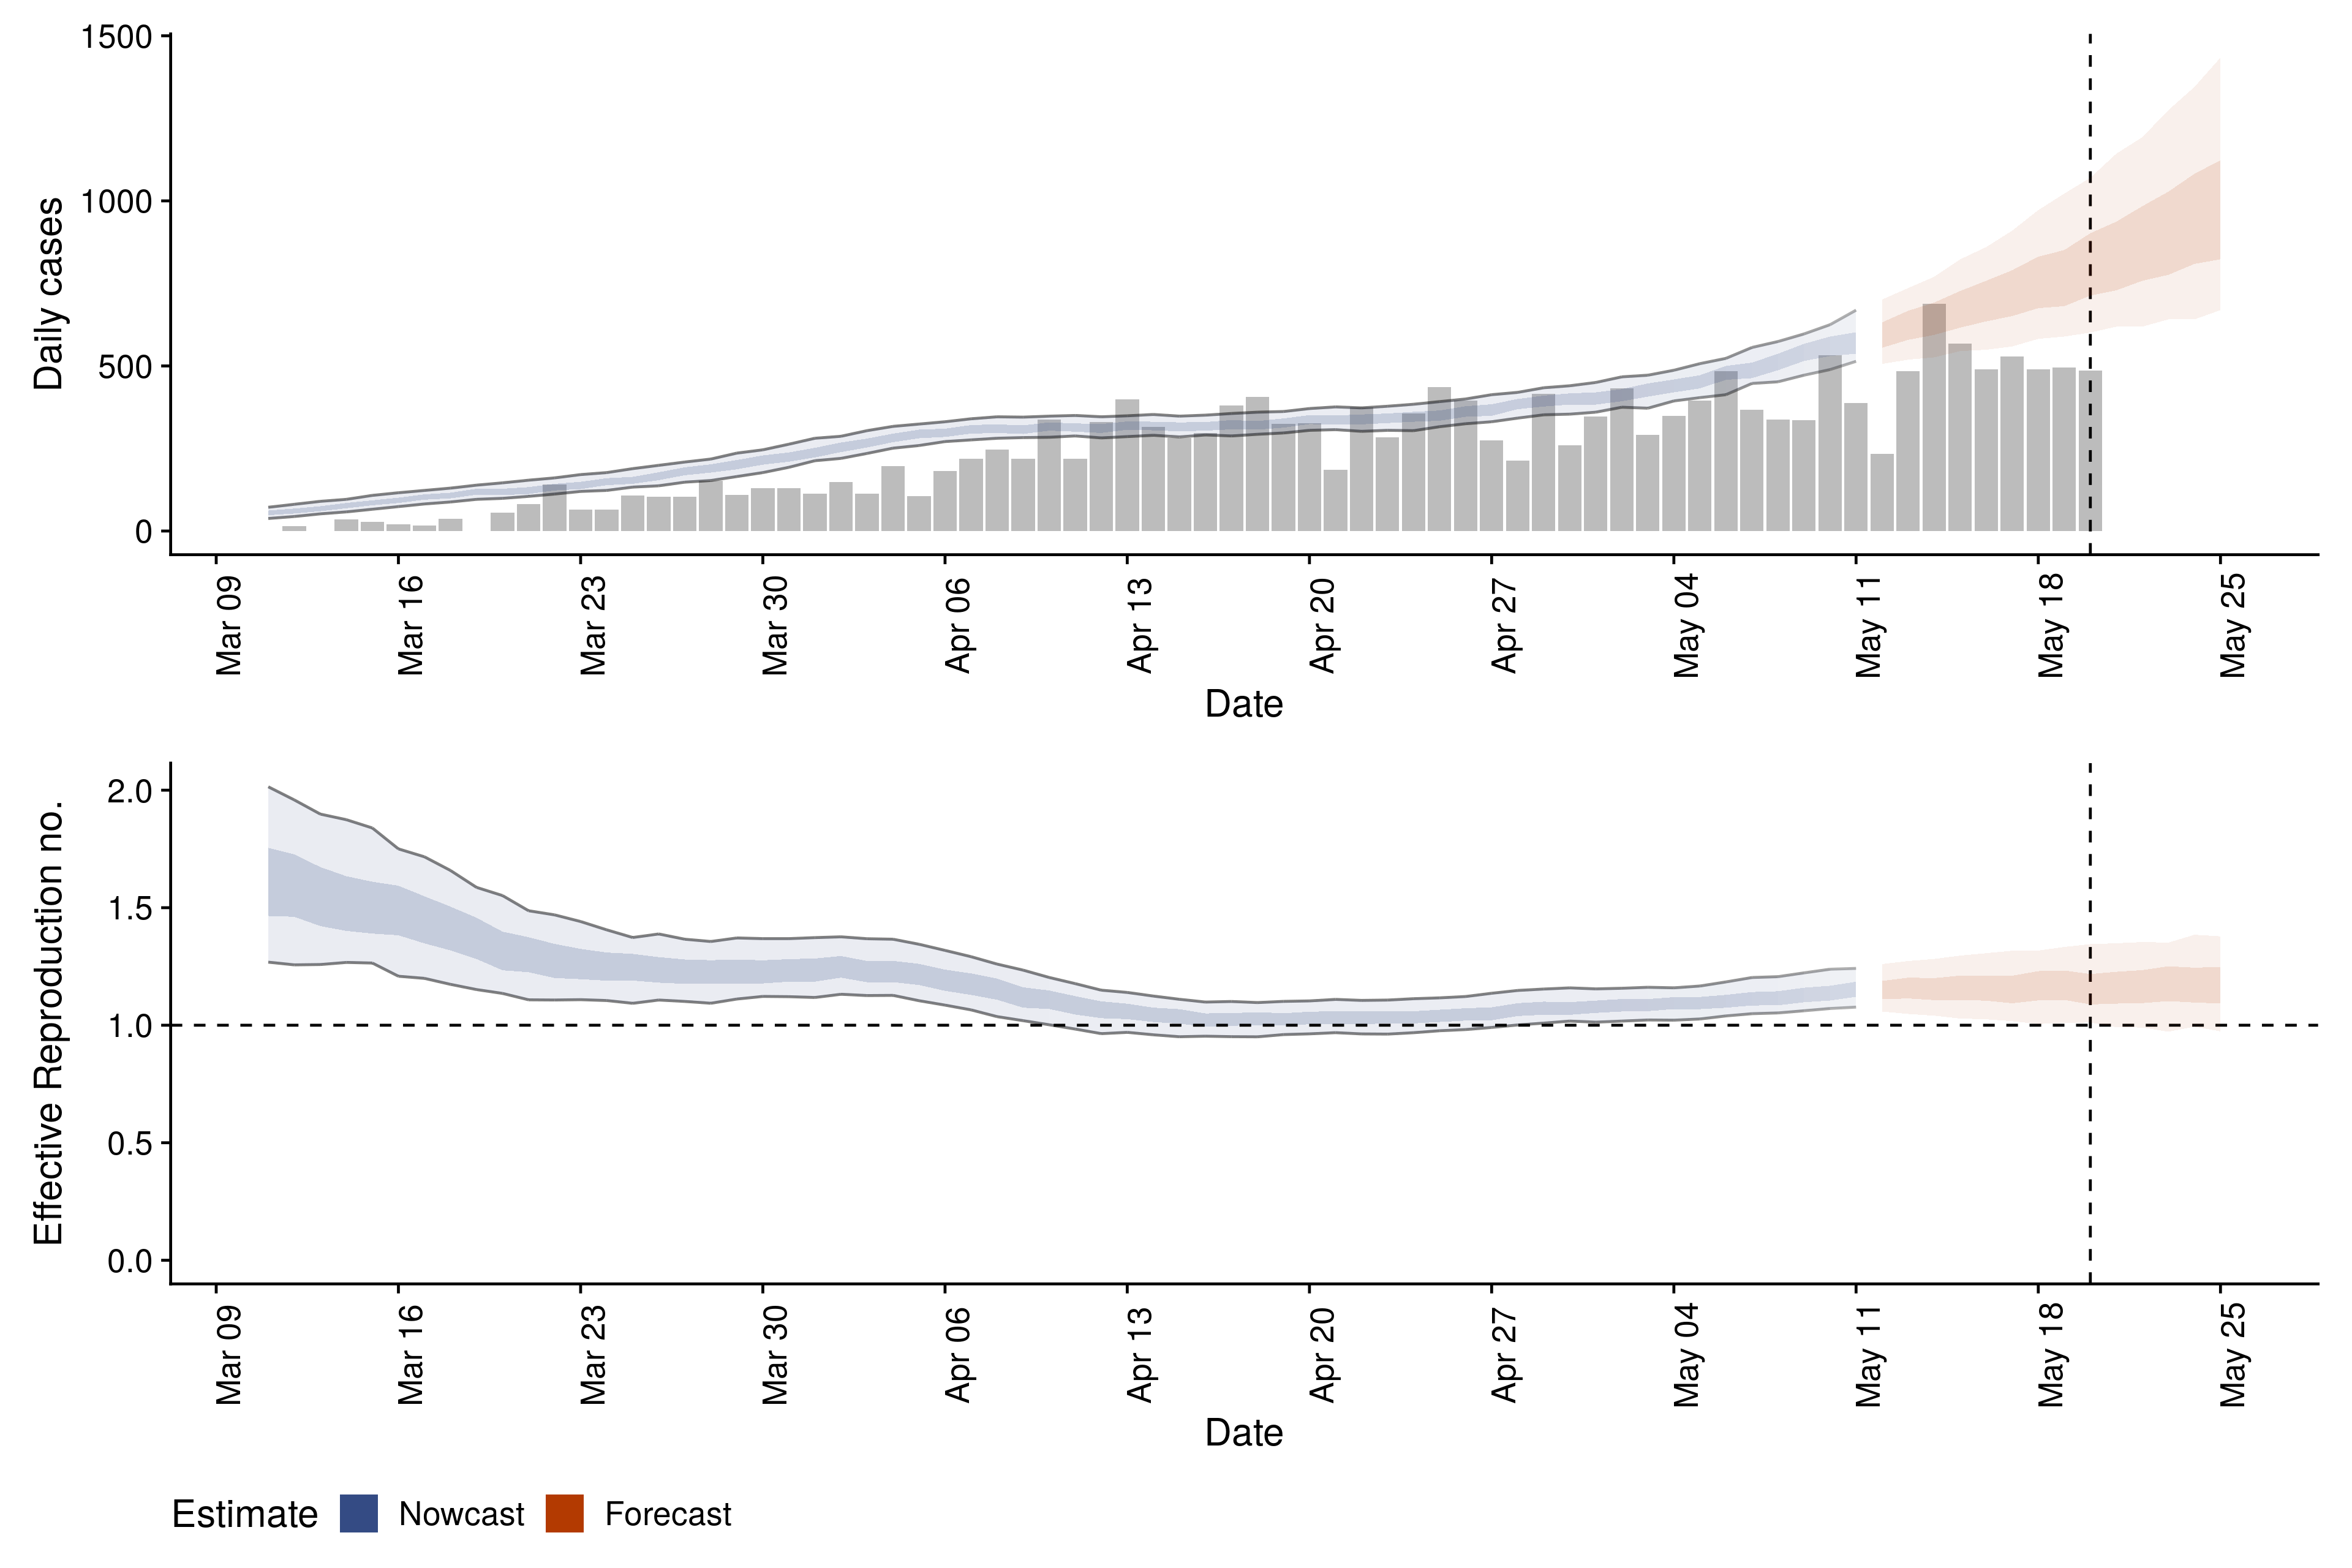 1500
1000
500
0
Daily cases
Mar 09
Mar 16
Mar 23
Mar 30
Apr 06
Apr 13
Apr 20
Apr 27
May 04
May 11
May 18
May 25
Date
2.0
1.5
1.0
0.5
0.0
Effective Reproduction no.
Mar 09
Mar 16
Mar 23
Mar 30
Apr 06
Apr 13
Apr 20
Apr 27
May 04
May 11
May 18
May 25
Date
Estimate Nowcast Forecast